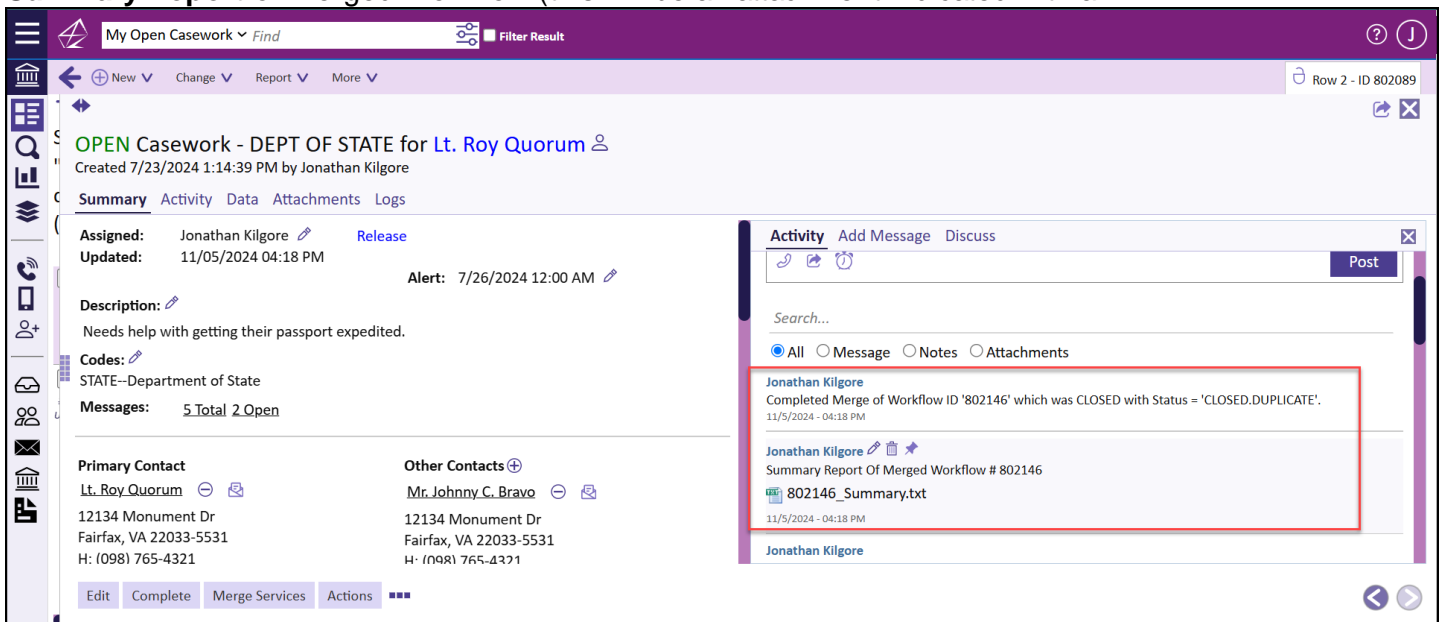 My Open Casework Find Filter Result ? J
New Change Report More Row 2 - ID 802089
OPEN Casework - DEPT OF STATE for Lt. Roy Quorum
Created 7/23/2024 1:14:39 PM by Jonathan Kilgore
Summary Activity Data Attachments Logs
Assigned: Jonathan Kilgore Release
Updated: 11/05/2024 04:18 PM
Alert: 7/26/2024 12:00 AM
Description:
Needs help with getting their passport expedited.
Codes:
STATE--Department of State
Messages: 5 Total 2 Open
Primary Contact
Lt. Roy Quorum
12134 Monument Dr
Fairfax, VA 22033-5531
H: (098) 765-4321
Other Contacts
Mr. Johnny C. Bravo
12134 Monument Dr
Fairfax, VA 22033-5531
H: (098) 765-4321
Edit Complete Merge Services Actions
Activity Add Message Discuss
Post
Search...
All Message Notes Attachments
Jonathan Kilgore
Completed Merge of Workflow ID '802146' which was CLOSED with Status = 'CLOSED.DUPLICATE'.
11/5/2024 - 04:18 PM
Jonathan Kilgore
Summary Report Of Merged Workflow # 802146
TXT 802146_Summary.txt
11/5/2024 - 04:18 PM
Jonathan Kilgore